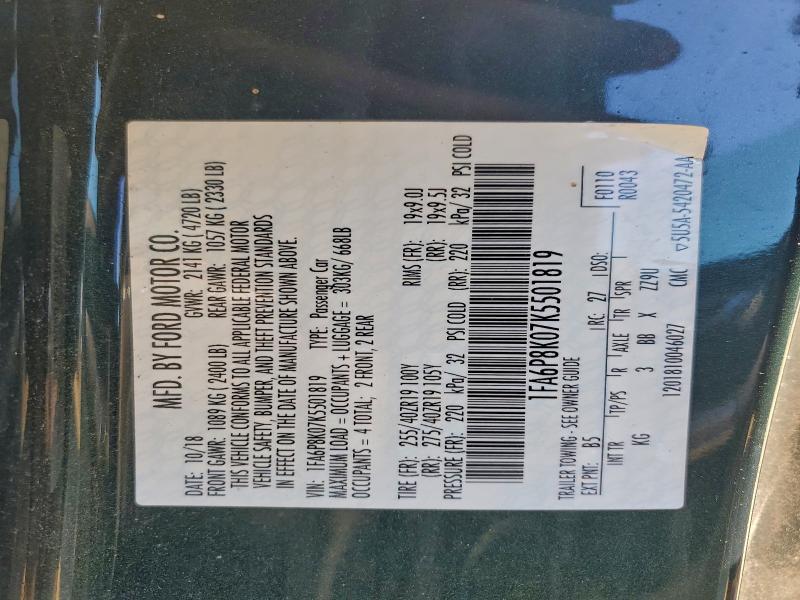 MFD. BY FORD MOTOR CO.
DATE: 10/18 GVWR: 2141 KG ( 4720 LB)
FRONT GAWR: 1089 KG ( 2400 LB) REAR GAWR: 1057 KG ( 2330 LB)
THIS VEHICLE CONFORMS TO ALL APPLICABLE FEDERAL MOTOR
VEHICLE SAFETY, BUMPER, AND THEFT PREVENTION STANDARDS
IN EFFECT ON THE DATE OF MANUFACTURE SHOWN ABOVE.
VIN: 1FA6P8K07K5501819 TYPE: Passenger Car
MAXIMUM LOAD = OCCUPANTS + LUGGAGE = 303KG/ 668LB
OCCUPANTS = 4 TOTAL; 2 FRONT, 2 REAR
TIRE (FR): 255/40ZR19 100Y RIMS (FR): 19x9.0J
(RR): 275/40ZR19 105Y (RR): 19x9.5J
PRESSURE (FR): 220 kPa/ 32 PSI COLD (RR): 220 kPa/ 32 PSI COLD
1FA6P8K07K5501819
TRAILER TOWING - SEE OWNER GUIDE
EXT PNT: B5 RC: 27 DSO: F0110
INT TR TP/PS R AXLE TR SPR R0043
KG 3 BB X ZZ9U
1201810046027 CNC ▽5U5A-5420472-AA